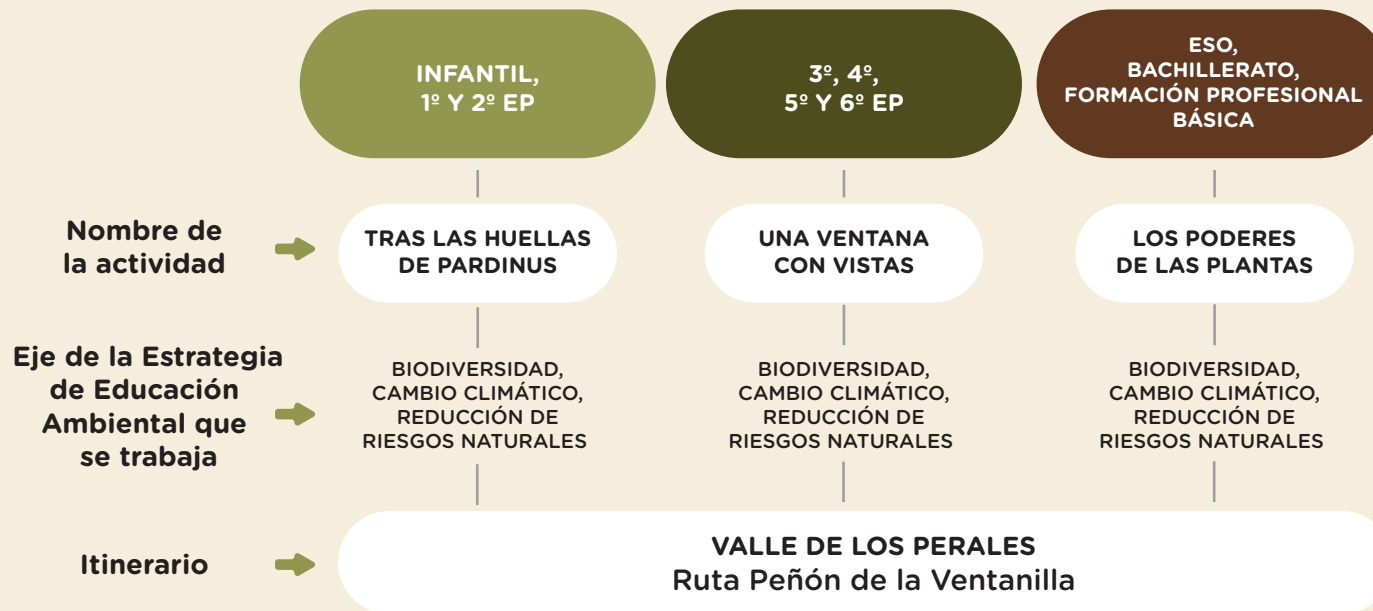 INFANTIL,
1º Y 2º EP
3º, 4º,
5º Y 6º EP
ESO,
BACHILLERATO,
FORMACIÓN PROFESIONAL
BÁSICA
Nombre de
la actividad
TRAS LAS HUELLAS
DE PARDINUS
UNA VENTANA
CON VISTAS
LOS PODERES
DE LAS PLANTAS
Eje de la Estrategia
de Educación
Ambiental que
se trabaja
BIODIVERSIDAD,
CAMBIO CLIMÁTICO,
REDUCCIÓN DE
RIESGOS NATURALES
BIODIVERSIDAD,
CAMBIO CLIMÁTICO,
REDUCCIÓN DE
RIESGOS NATURALES
BIODIVERSIDAD,
CAMBIO CLIMÁTICO,
REDUCCIÓN DE
RIESGOS NATURALES
Itinerario
VALLE DE LOS PERALES
Ruta Peñón de la Ventanilla